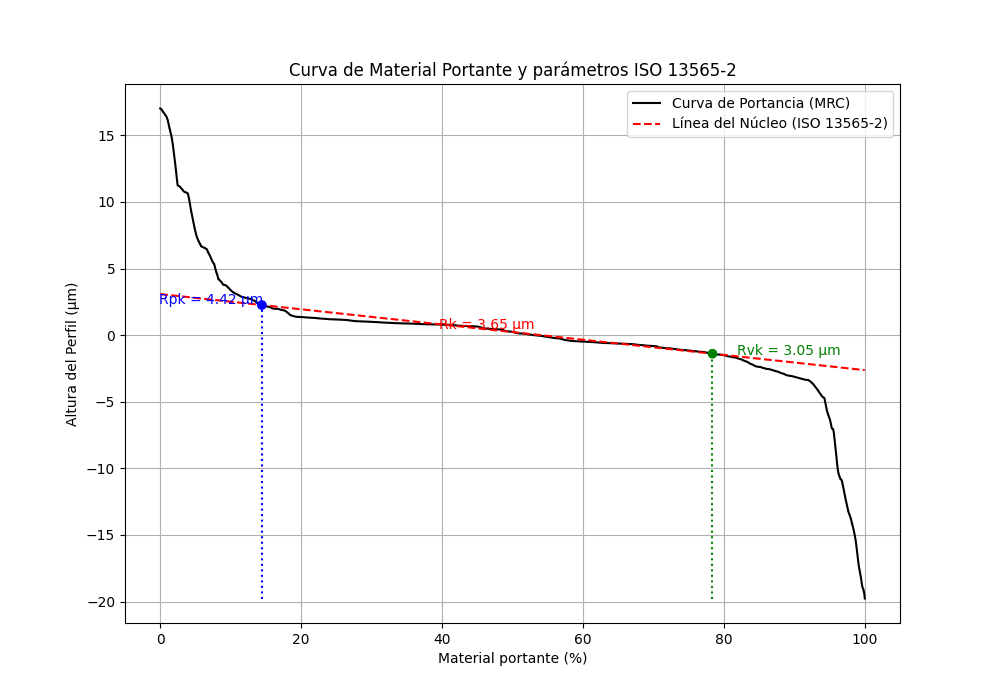 Curva de Material Portante y parámetros ISO 13565-2
Curva de Portancia (MRC)
Línea del Núcleo (ISO 13565-2)
Altura del Perfil (µm)
15
10
5
0
−5
−10
−15
−20
Rpk = 4.42 µm
Rk = 3.65 µm
Rvk = 3.05 µm
0 20 40 60 80 100
Material portante (%)